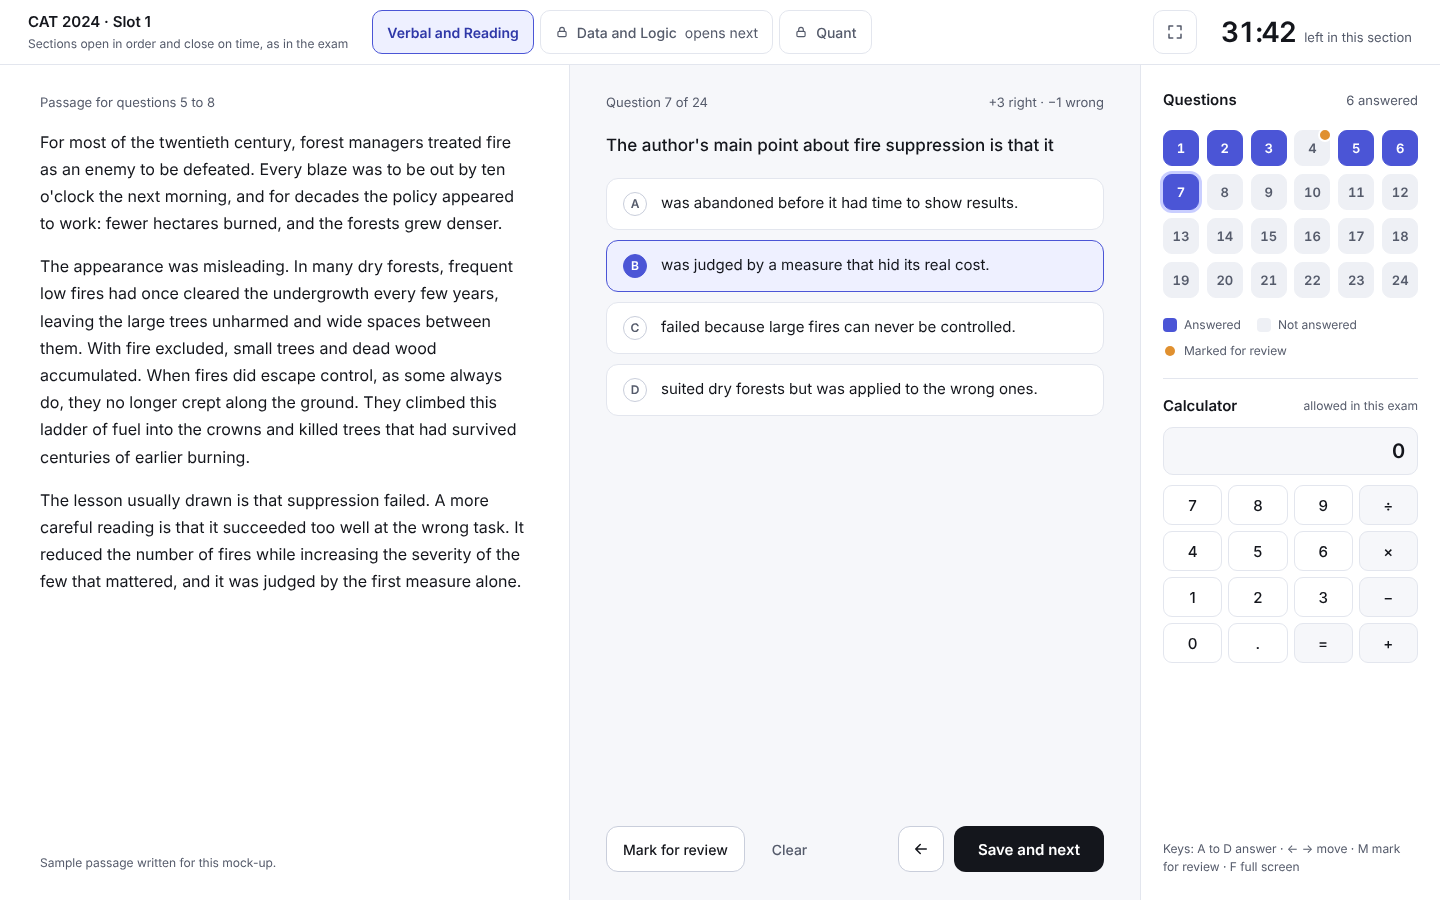 CAT 2024 · Slot 1
Sections open in order and close on time, as in the exam
Verbal and Reading
Data and Logic opens next
Quant
31:42 left in this section
Passage for questions 5 to 8
For most of the twentieth century, forest managers treated fire
as an enemy to be defeated. Every blaze was to be out by ten
o'clock the next morning, and for decades the policy appeared
to work: fewer hectares burned, and the forests grew denser.
The appearance was misleading. In many dry forests, frequent
low fires had once cleared the undergrowth every few years,
leaving the large trees unharmed and wide spaces between
them. With fire excluded, small trees and dead wood
accumulated. When fires did escape control, as some always
do, they no longer crept along the ground. They climbed this
ladder of fuel into the crowns and killed trees that had survived
centuries of earlier burning.
The lesson usually drawn is that suppression failed. A more
careful reading is that it succeeded too well at the wrong task. It
reduced the number of fires while increasing the severity of the
few that mattered, and it was judged by the first measure alone.
Sample passage written for this mock-up.
Question 7 of 24
+3 right · −1 wrong
The author's main point about fire suppression is that it
A was abandoned before it had time to show results.
B was judged by a measure that hid its real cost.
C failed because large fires can never be controlled.
D suited dry forests but was applied to the wrong ones.
Mark for review
Clear
←
Save and next
Questions
6 answered
1 2 3 4 5 6
7 8 9 10 11 12
13 14 15 16 17 18
19 20 21 22 23 24
Answered
Not answered
Marked for review
Calculator
allowed in this exam
0
7 8 9 ÷
4 5 6 ×
1 2 3 −
0 . = +
Keys: A to D answer · ← → move · M mark
for review · F full screen